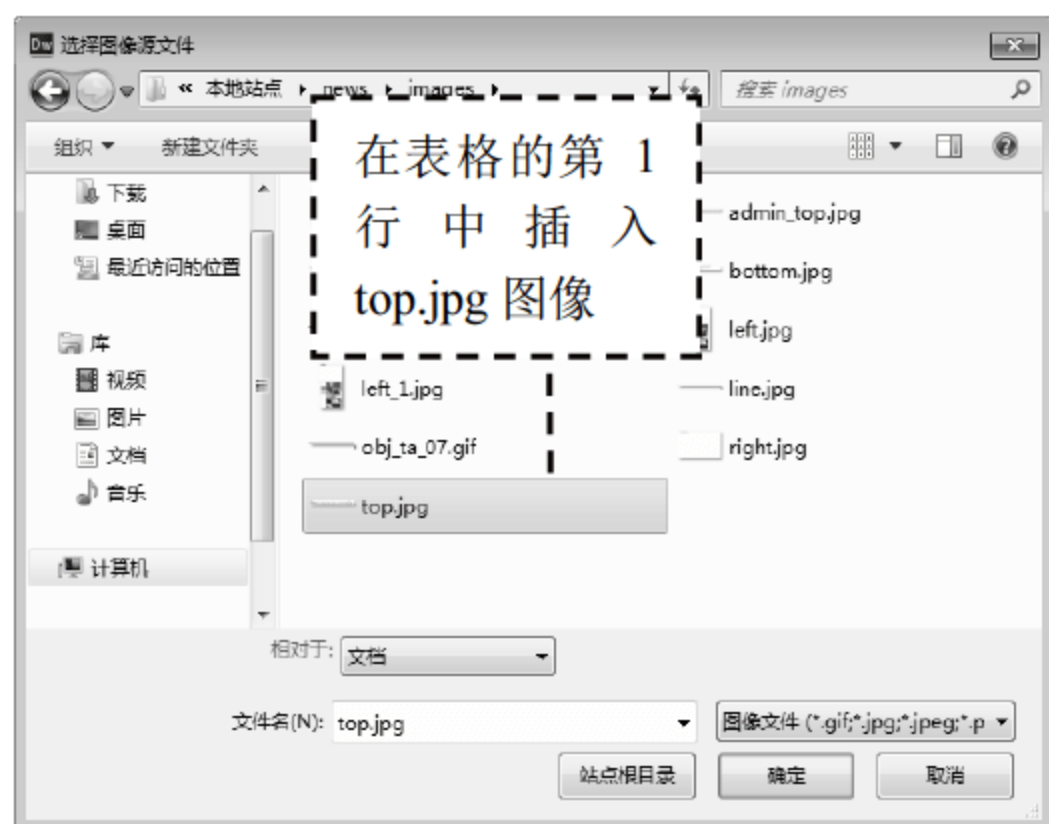 Dw 选择图像源文件
« 本地站点 ▸ news ▸ images ▸
搜索 images
组织 ▼ 新建文件夹
在表格的第 1
行中插入
top.jpg 图像
下载
桌面
最近访问的位置
库
视频
图片
文档
音乐
计算机
admin_top.jpg
bottom.jpg
left.jpg
left_1.jpg
line.jpg
obj_ta_07.gif
right.jpg
top.jpg
相对于: 文档
文件名(N): top.jpg
图像文件 (*.gif;*.jpg;*.jpeg;*.p
站点根目录 确定 取消